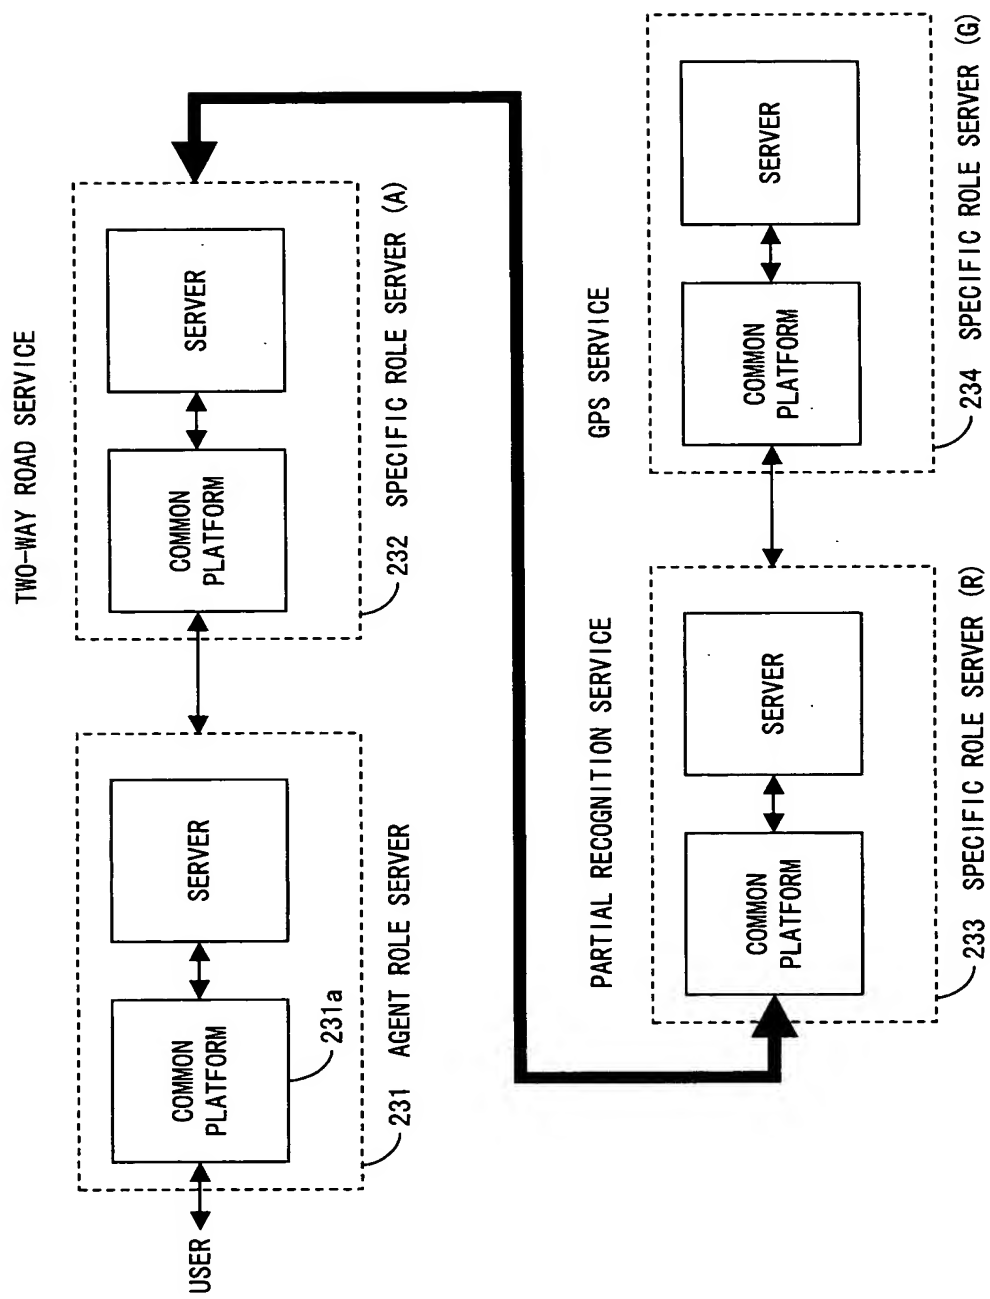 TWO-WAY ROAD SERVICE
USER
COMMON
PLATFORM
SERVER
231a
231 AGENT ROLE SERVER
COMMON
PLATFORM
SERVER
232 SPECIFIC ROLE SERVER (A)
PARTIAL RECOGNITION SERVICE
GPS SERVICE
COMMON
PLATFORM
SERVER
233 SPECIFIC ROLE SERVER (R)
COMMON
PLATFORM
SERVER
234 SPECIFIC ROLE SERVER (G)